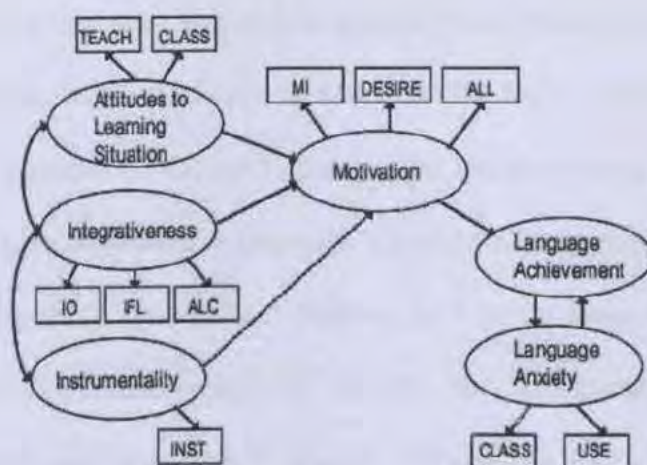 TEACH
CLASS
Attitudes to
Learning
Situation
MI
DESIRE
ALL
Motivation
Integrativeness
IO
IFL
ALC
Language
Achievement
Instrumentality
INST
Language
Anxiety
CLASS
USE